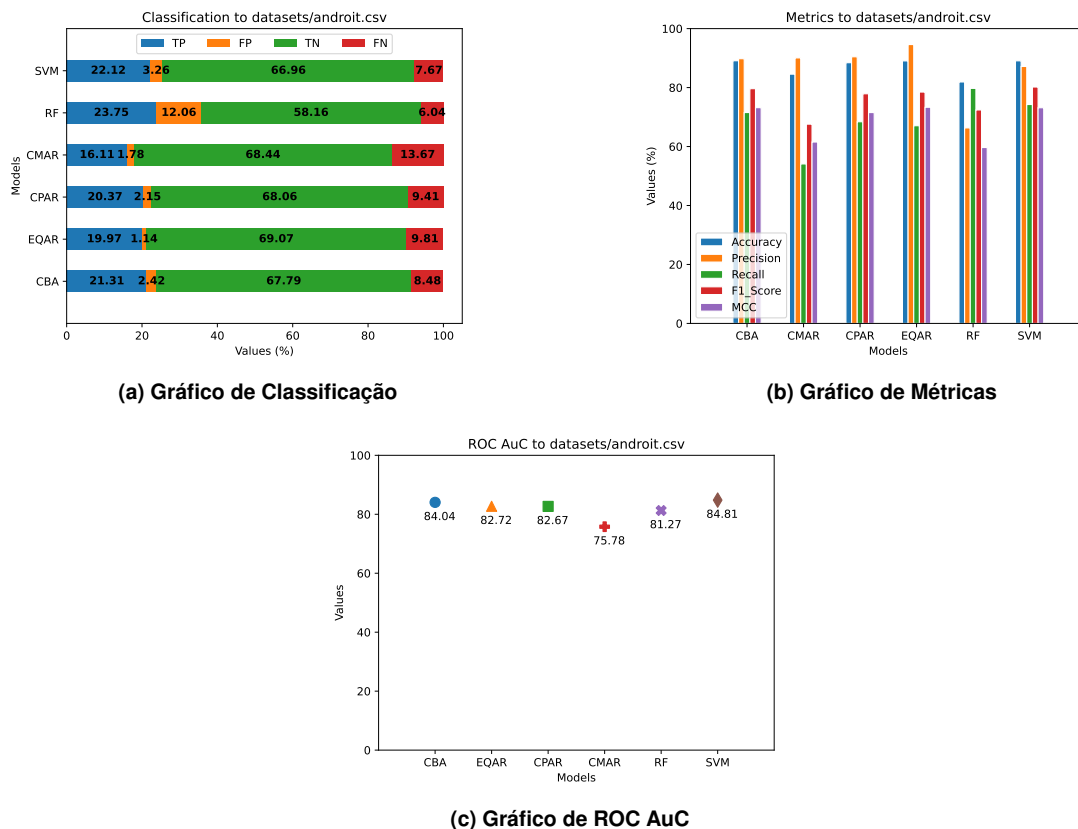 Classification to datasets/androit.csv
TP FP TN FN
SVM 22.12 3.26 66.96 7.67
RF 23.75 12.06 58.16 6.04
CMAR 16.11 1.78 68.44 13.67
CPAR 20.37 2.15 68.06 9.41
EQAR 19.97 1.14 69.07 9.81
CBA 21.31 2.42 67.79 8.48
Models
0 20 40 60 80 100
Values (%)
(a) Gráfico de Classificação
Metrics to datasets/androit.csv
100
80
60
40
20
0
Values (%)
Accuracy
Precision
Recall
F1_Score
MCC
CBA CMAR CPAR EQAR RF SVM
Models
(b) Gráfico de Métricas
ROC AuC to datasets/androit.csv
100
80
60
40
20
0
Values
84.04 82.72 82.67 75.78 81.27 84.81
CBA EQAR CPAR CMAR RF SVM
Models
(c) Gráfico de ROC AuC